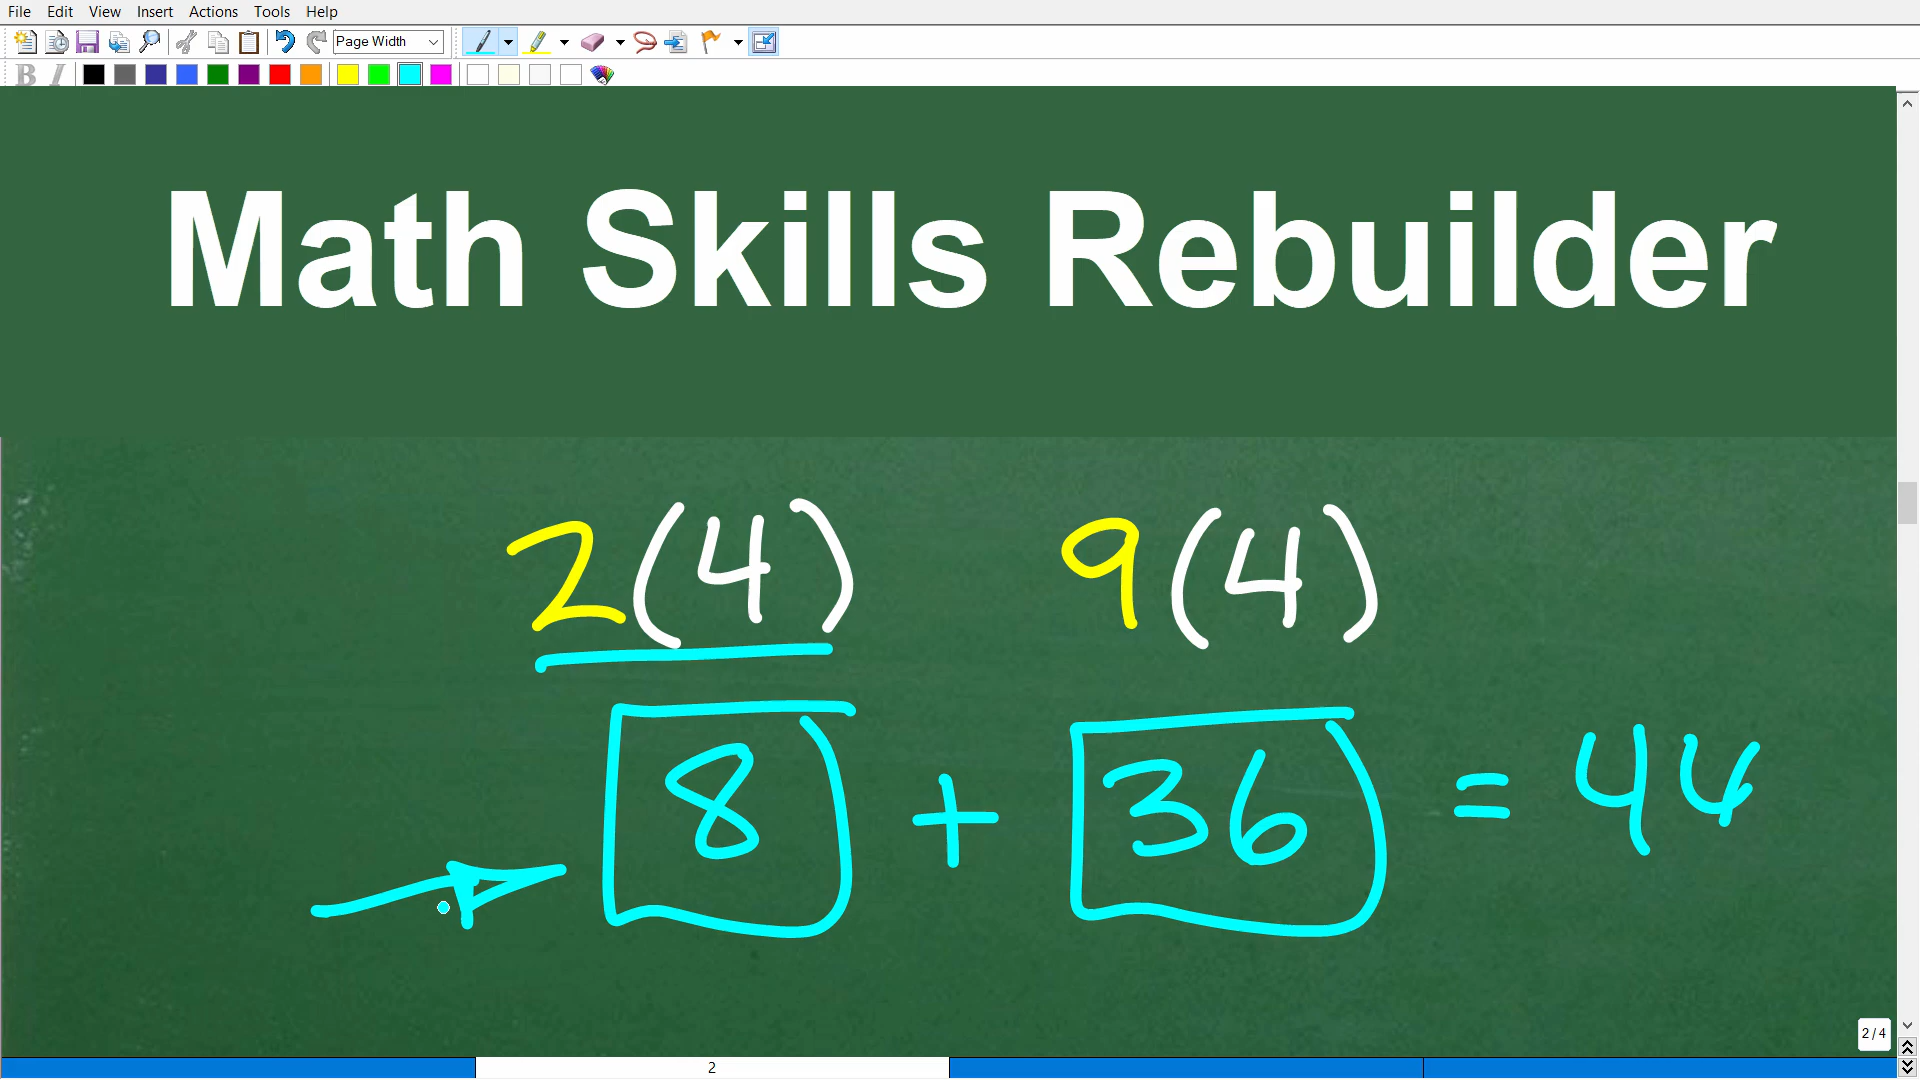 File Edit View Insert Actions Tools Help
Page Width
B I
Math Skills Rebuilder
2(4) 9(4)
8 + 36 = 44
2 / 4
2